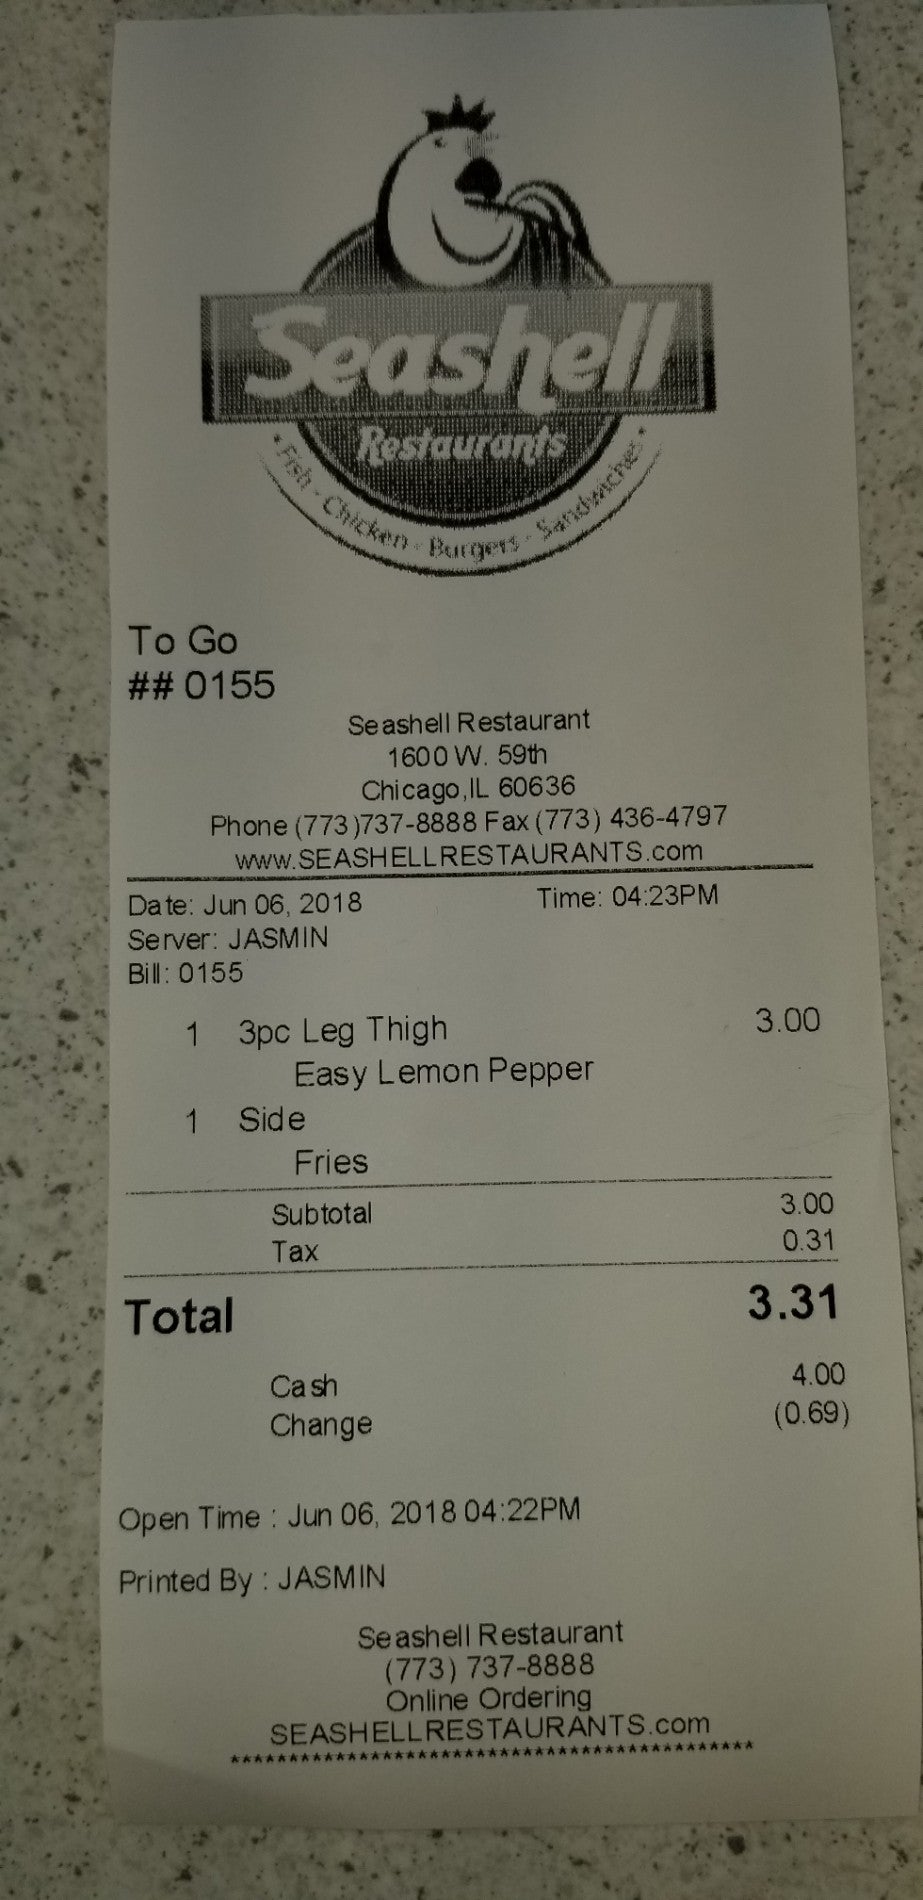 Seashell
Restaurants
• Fish - Chicken - Burgers - Sandwiches •
To Go
## 0155
Seashell Restaurant
1600 W. 59th
Chicago,IL 60636
Phone (773)737-8888 Fax (773) 436-4797
www.SEASHELLRESTAURANTS.com
Date: Jun 06, 2018 Time: 04:23PM
Server: JASMIN
Bill: 0155
1 3pc Leg Thigh 3.00
Easy Lemon Pepper
1 Side
Fries
Subtotal 3.00
Tax 0.31
Total 3.31
Cash 4.00
Change (0.69)
Open Time : Jun 06, 2018 04:22PM
Printed By : JASMIN
Seashell Restaurant
(773) 737-8888
Online Ordering
SEASHELLRESTAURANTS.com
********************************************